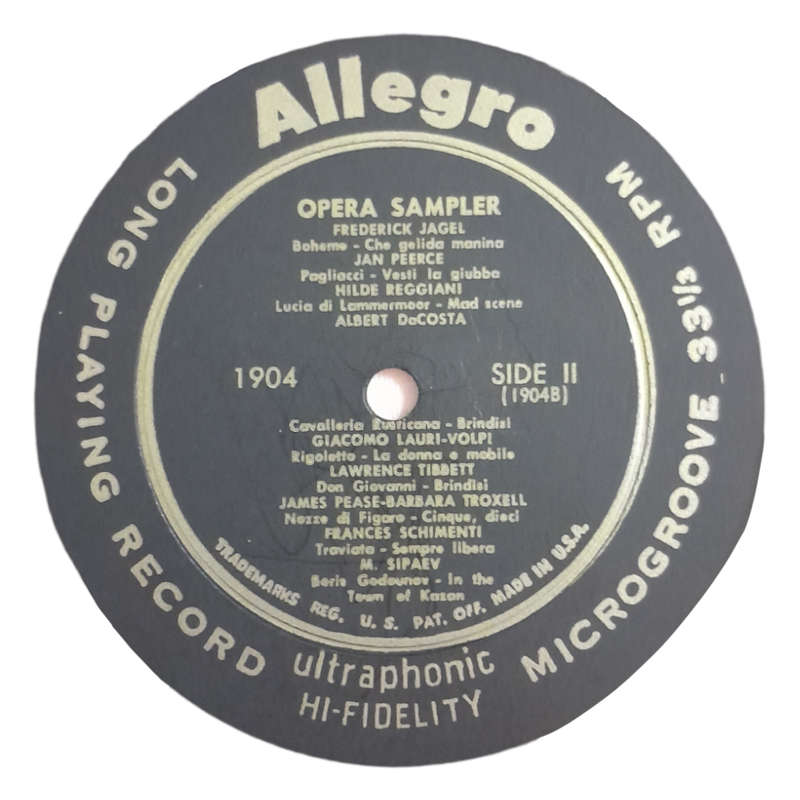 Allegro
LONG PLAYING RECORD
MICROGROOVE - 33⅓ RPM
OPERA SAMPLER
FREDERICK JAGEL
Boheme - Che gelida manina
JAN PEERCE
Pagliacci - Vesti la giubba
HILDE REGGIANI
Lucia di Lammermoor - Mad scene
ALBERT DaCOSTA
1904
SIDE II
(1904B)
Cavalleria Rusticana - Brindisi
GIACOMO LAURI-VOLPI
Rigoletto - La donna e mobile
LAWRENCE TIBBETT
Don Giovanni - Brindisi
JAMES PEASE-BARBARA TROXELL
Nozze di Figaro - Cinque, dieci
FRANCES SCHIMENTI
Traviata - Sempre libera
M. SIPAEV
Boris Godounov - In the
Town of Kazan
TRADEMARKS REG. U. S. PAT. OFF. MADE IN U.S.A.
ultraphonic
HI-FIDELITY